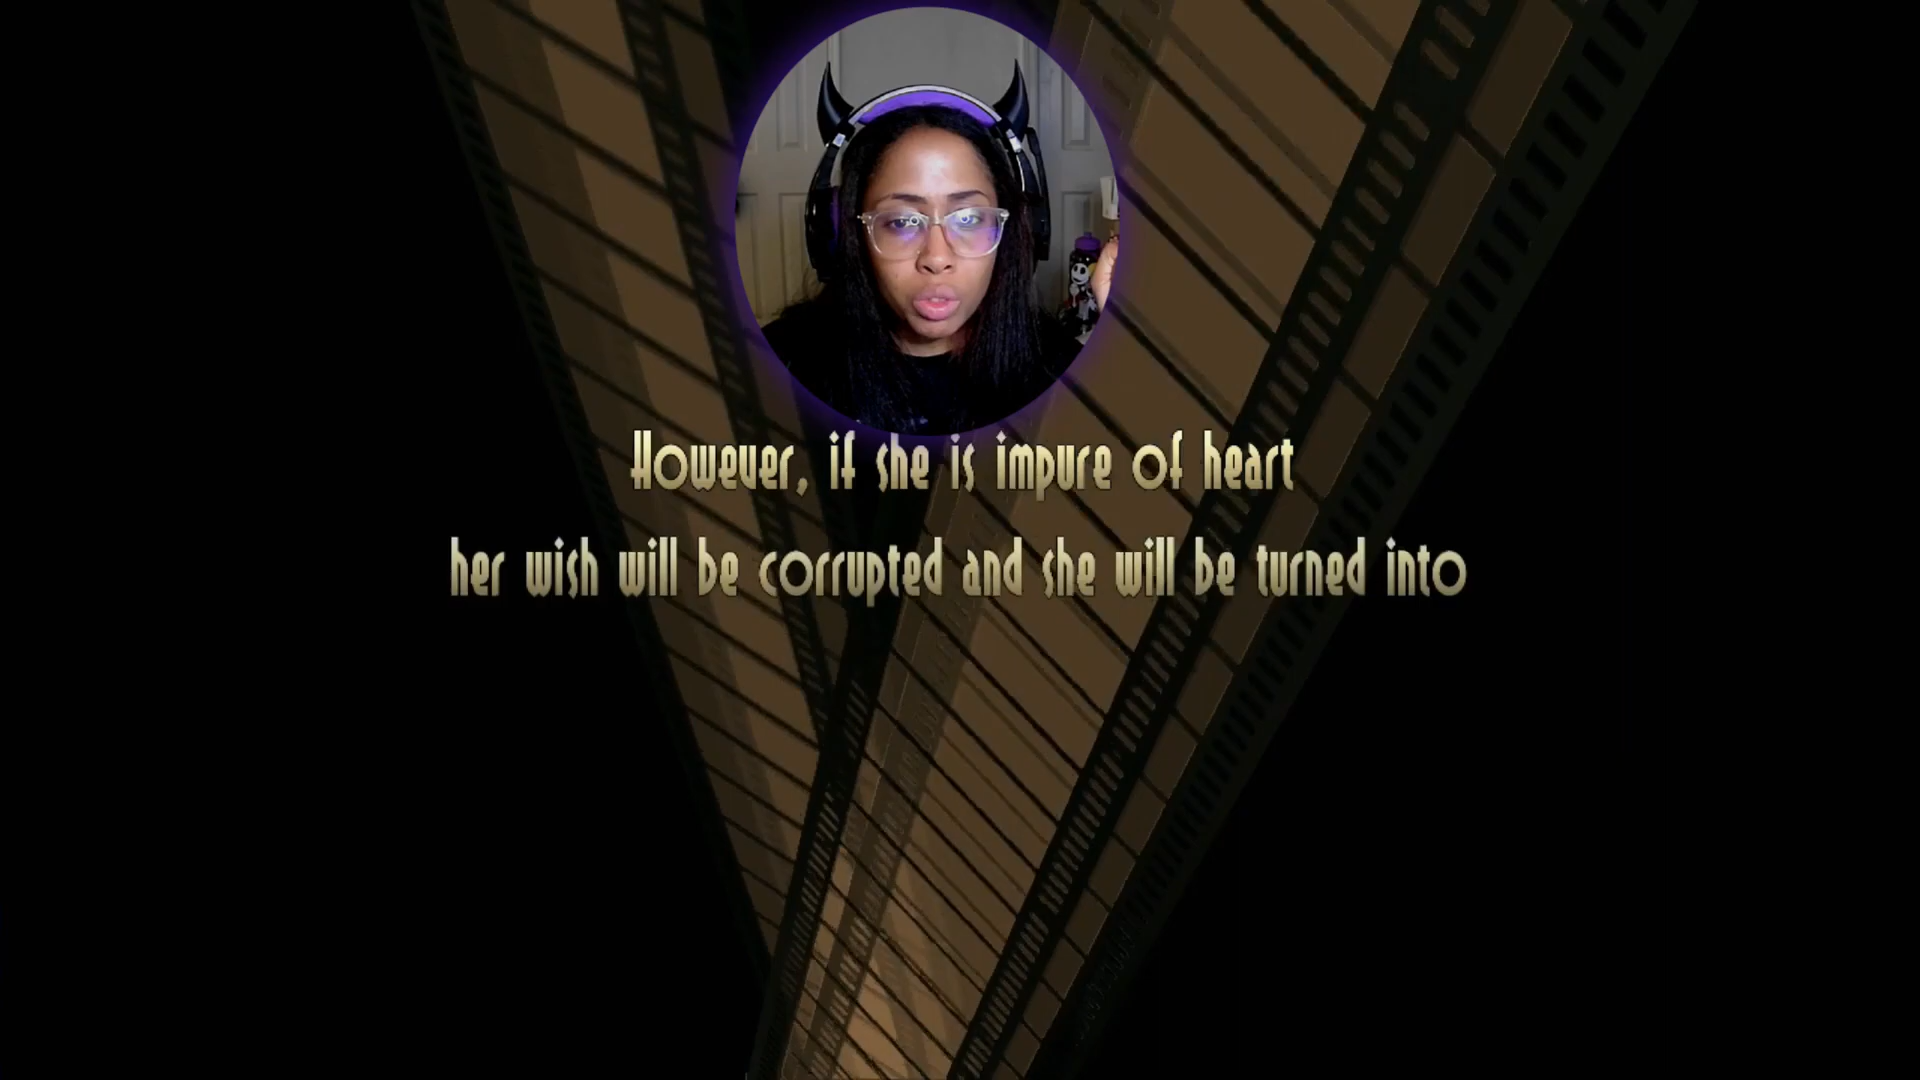 However, if she is impure of heart
her wish will be corrupted and she will be turned into